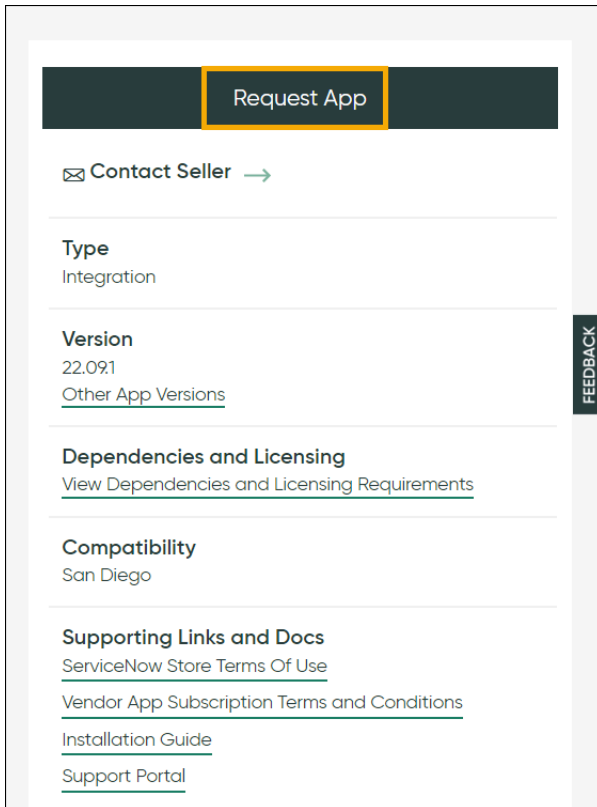 Request App
Contact Seller
Type
Integration
Version
22.09.1
Other App Versions
Dependencies and Licensing
View Dependencies and Licensing Requirements
Compatibility
San Diego
Supporting Links and Docs
ServiceNow Store Terms Of Use
Vendor App Subscription Terms and Conditions
Installation Guide
Support Portal
FEEDBACK